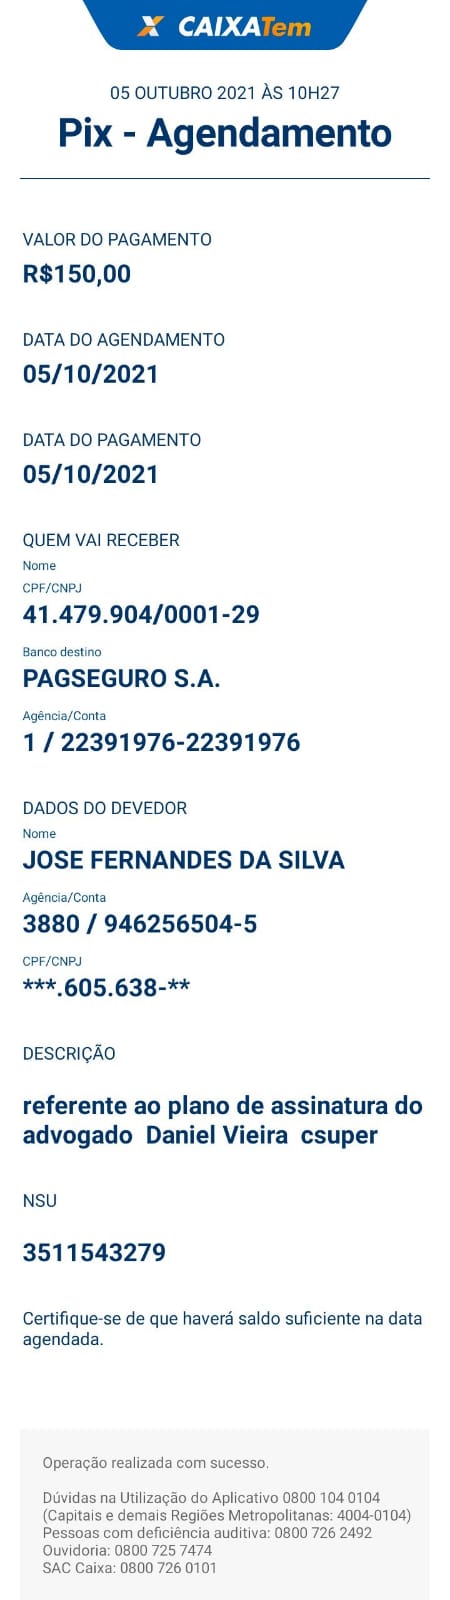 CAIXATem
05 OUTUBRO 2021 ÀS 10H27
Pix - Agendamento
VALOR DO PAGAMENTO
R$150,00
DATA DO AGENDAMENTO
05/10/2021
DATA DO PAGAMENTO
05/10/2021
QUEM VAI RECEBER
Nome
CPF/CNPJ
41.479.904/0001-29
Banco destino
PAGSEGURO S.A.
Agência/Conta
1 / 22391976-22391976
DADOS DO DEVEDOR
Nome
JOSE FERNANDES DA SILVA
Agência/Conta
3880 / 946256504-5
CPF/CNPJ
***.605.638-**
DESCRIÇÃO
referente ao plano de assinatura do
advogado  Daniel Vieira  csuper
NSU
3511543279
Certifique-se de que haverá saldo suficiente na data
agendada.
Operação realizada com sucesso.
Dúvidas na Utilização do Aplicativo 0800 104 0104
(Capitais e demais Regiões Metropolitanas: 4004-0104)
Pessoas com deficiência auditiva: 0800 726 2492
Ouvidoria: 0800 725 7474
SAC Caixa: 0800 726 0101